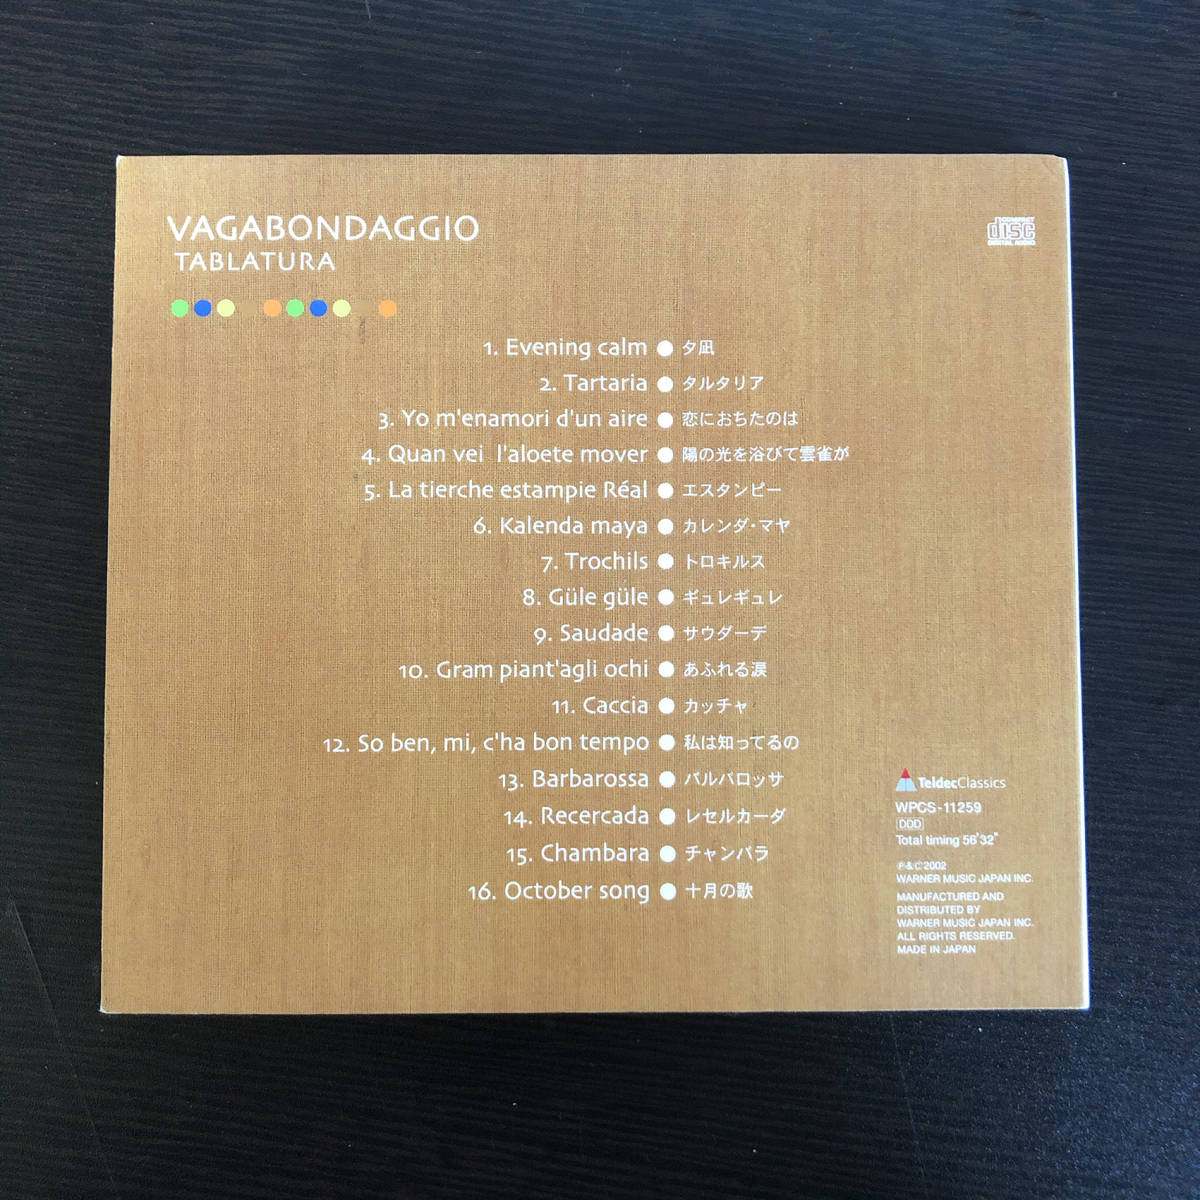 VAGABONDAGGIO
TABLATURA
COMPACT
disc
DIGITAL AUDIO
1. Evening calm ● 夕凪
2. Tartaria ● タルタリア
3. Yo m'enamori d'un aire ● 恋におちたのは
4. Quan vei l'aloete mover ● 陽の光を浴びて雲雀が
5. La tierche estampie Réal ● エスタンピー
6. Kalenda maya ● カレンダ・マヤ
7. Trochils ● トロキルス
8. Güle güle ● ギュレギュレ
9. Saudade ● サウダーデ
10. Gram piant'agli ochi ● あふれる涙
11. Caccia ● カッチャ
12. So ben, mi, c'ha bon tempo ● 私は知ってるの
13. Barbarossa ● バルバロッサ
14. Recercada ● レセルカーダ
15. Chambara ● チャンバラ
16. October song ● 十月の歌
TeldecClassics
WPCS-11259
DDD
Total timing 56'32"
℗&©2002
WARNER MUSIC JAPAN INC.
MANUFACTURED AND
DISTRIBUTED BY
WARNER MUSIC JAPAN INC.
ALL RIGHTS RESERVED.
MADE IN JAPAN